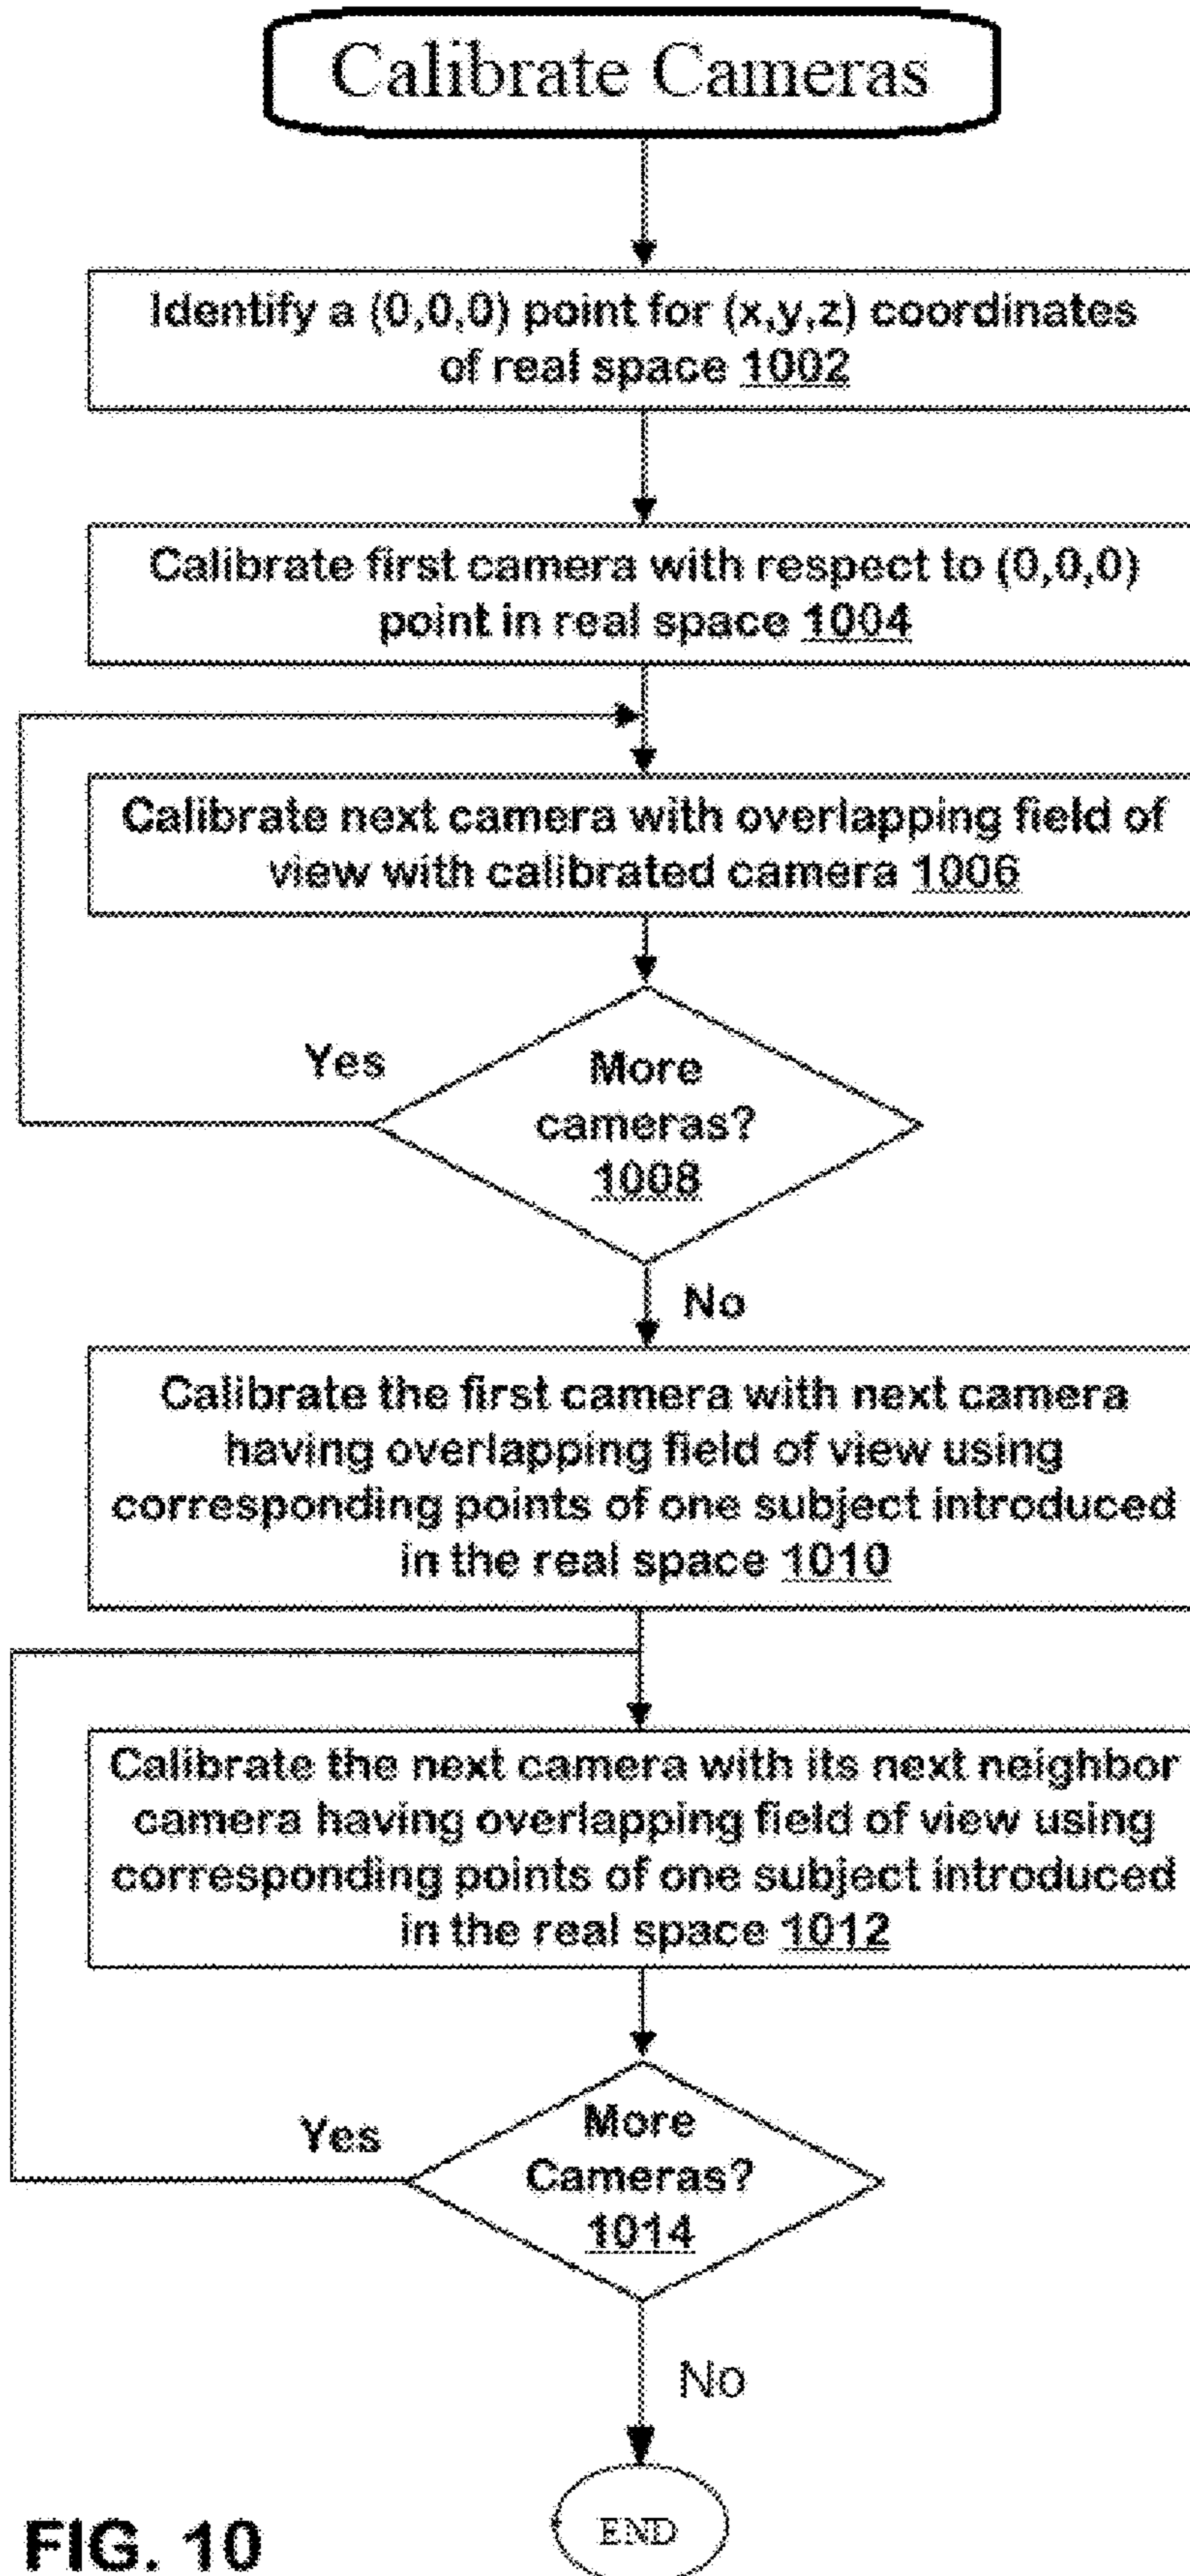 Calibrate Cameras
Identify a (0,0,0) point for (x,y,z) coordinates
of real space 1002
Calibrate first camera with respect to (0,0,0)
point in real space 1004
Calibrate next camera with overlapping field of
view with calibrated camera 1006
Yes
More
cameras?
1008
No
Calibrate the first camera with next camera
having overlapping field of view using
corresponding points of one subject introduced
in the real space 1010
Calibrate the next camera with its next neighbor
camera having overlapping field of view using
corresponding points of one subject introduced
in the real space 1012
Yes
More
Cameras?
1014
No
END
FIG. 10